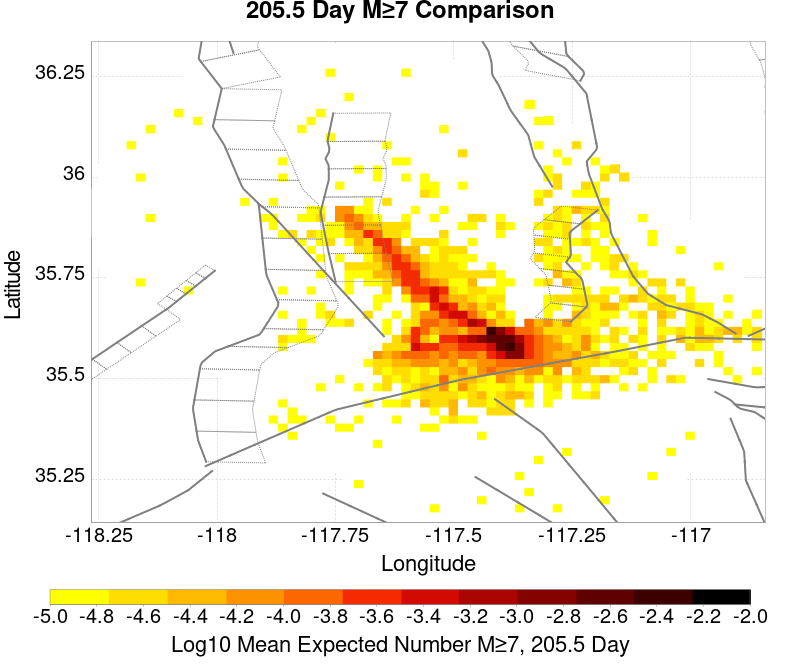 205.5 Day M≥7 Comparison
36.25
36
35.75
35.5
35.25
Latitude
-118.25 -118 -117.75 -117.5 -117.25 -117
Longitude
-5.0 -4.8 -4.6 -4.4 -4.2 -4.0 -3.8 -3.6 -3.4 -3.2 -3.0 -2.8 -2.6 -2.4 -2.2 -2.0
Log10 Mean Expected Number M≥7, 205.5 Day